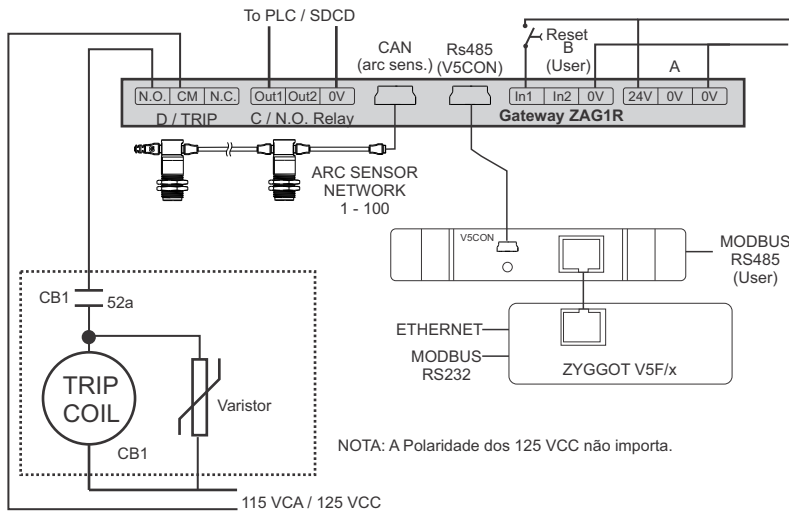 To PLC / SDCD
CAN
(arc sens.)
Rs485
(V5CON)
Reset
B
(User)
A
N.O. CM N.C.
Out1 Out2 0V
In1 In2 0V
24V 0V 0V
D / TRIP
C / N.O. Relay
Gateway ZAG1R
ARC SENSOR
NETWORK
1 - 100
V5CON
MODBUS
RS485
(User)
CB1
52a
ETHERNET
MODBUS
RS232
ZYGGOT V5F/x
TRIP
COIL
Varistor
CB1
NOTA: A Polaridade dos 125 VCC não importa.
115 VCA / 125 VCC